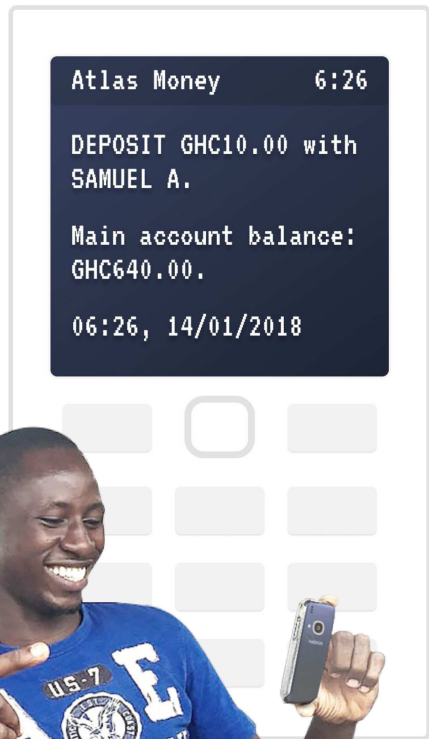 Atlas Money 6:26
DEPOSIT GHC10.00 with
SAMUEL A.
Main account balance:
GHC640.00.
06:26, 14/01/2018
US-7
A E